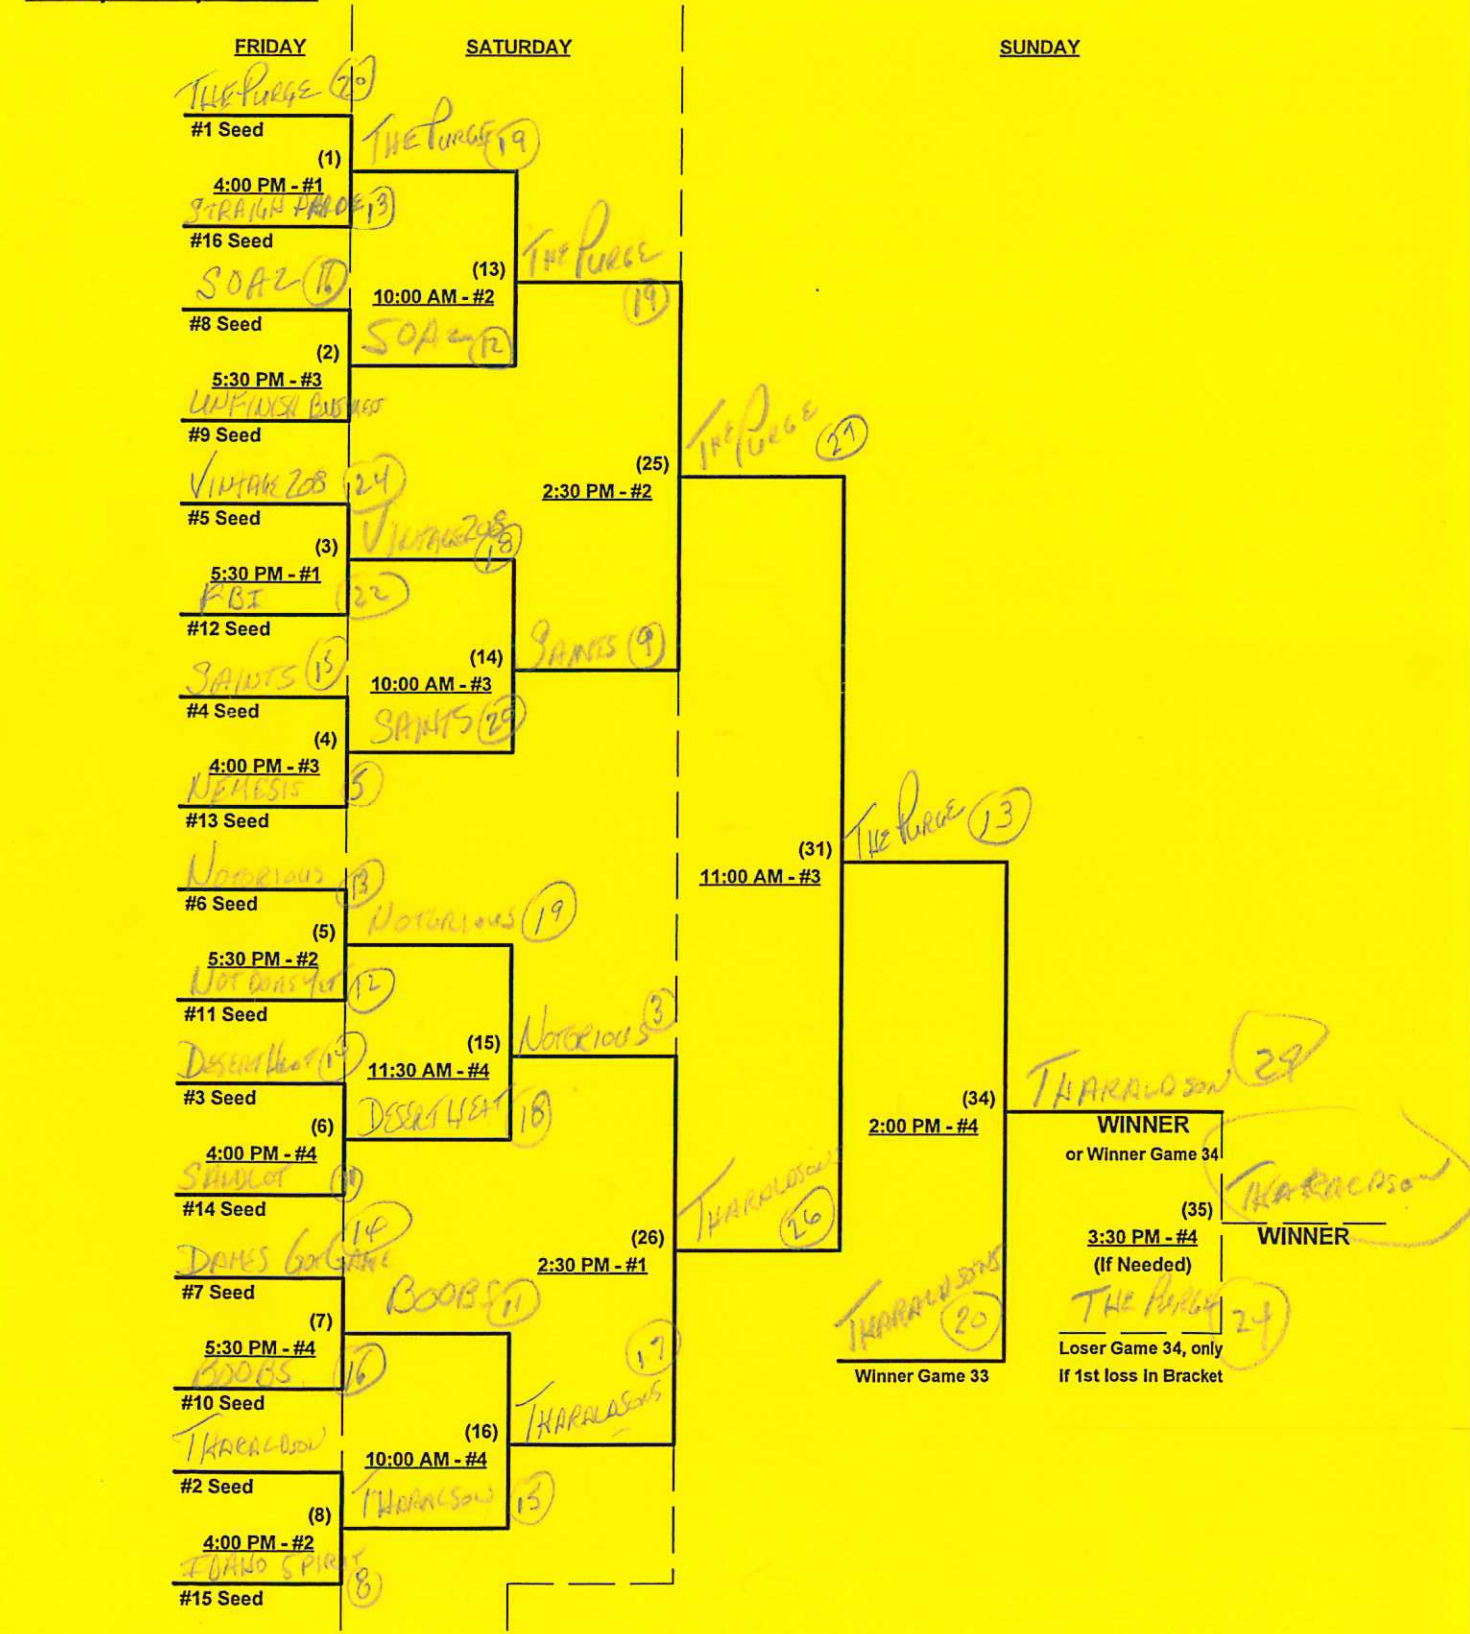 FRIDAY SATURDAY SUNDAY
THE PURGE 20
#1 Seed
(1) THE PURGE 19
4:00 PM - #1
13
#16 Seed
(13) THE PURGE
SOAZ 16
10:00 AM - #2 19
#8 Seed
(2) SOAZ 12
5:30 PM - #3
UNFINISH BUSINESS
#9 Seed
THE PURGE 27
(25)
VINTAGE 208 24
2:30 PM - #2
#5 Seed
(3) VINTAGE 208 18
5:30 PM - #1
FBI 22
#12 Seed
(14) SAINTS 9
SAINTS 15
10:00 AM - #3
#4 Seed
SAINTS
(4)
4:00 PM - #3
NEMESIS 5
#13 Seed
THE PURGE 13
(31)
11:00 AM - #3
NOTORIOUS 13
#6 Seed
(5) NOTORIOUS 19
5:30 PM - #2
NOT DONE YET 12
#11 Seed
(15) NOTORIOUS 3
DESERT HEAT
11:30 AM - #4
#3 Seed
(6) DESERT HEAT 18
4:00 PM - #4
SANDLOT
#14 Seed
(34) THARALDSON
2:00 PM - #4 WINNER
or Winner Game 34
THARALDSON
(35)
WINNER
3:30 PM - #4
(If Needed)
THE PURGE 24
Loser Game 34, only
if 1st loss in Bracket
THARALDSON 26
(26)
2:30 PM - #1
DAMES GOT GAME 14
#7 Seed
(7) BOOBS 11
5:30 PM - #4
BOOBS 16
#10 Seed
THARALDSONS 20
Winner Game 33
(16) THARALDSONS 17
10:00 AM - #4
THARALDSON
#2 Seed
(8) THARALSON 15
4:00 PM - #2
IDAHO SPIRIT 8
#15 Seed